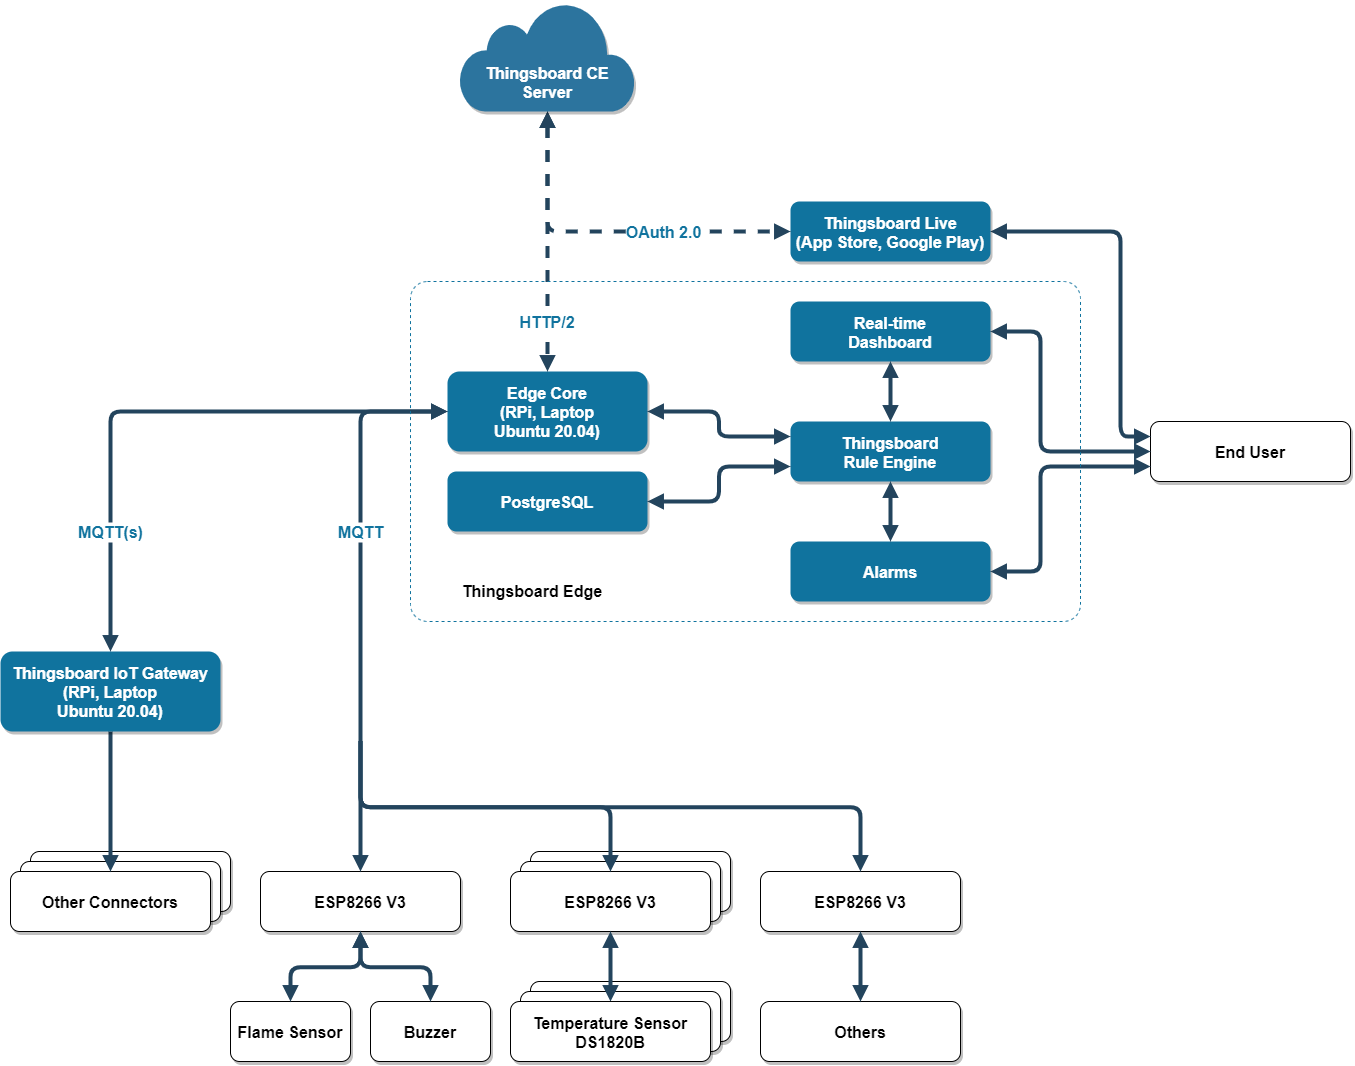 Thingsboard CE
Server
Thingsboard Live
(App Store, Google Play)
OAuth 2.0
HTTP/2
Real-time
Dashboard
Edge Core
(RPi, Laptop
Ubuntu 20.04)
Thingsboard
Rule Engine
End User
PostgreSQL
MQTT(s)
MQTT
Alarms
Thingsboard Edge
Thingsboard IoT Gateway
(RPi, Laptop
Ubuntu 20.04)
Other Connectors
ESP8266 V3
ESP8266 V3
ESP8266 V3
Flame Sensor
Buzzer
Temperature Sensor
DS1820B
Others